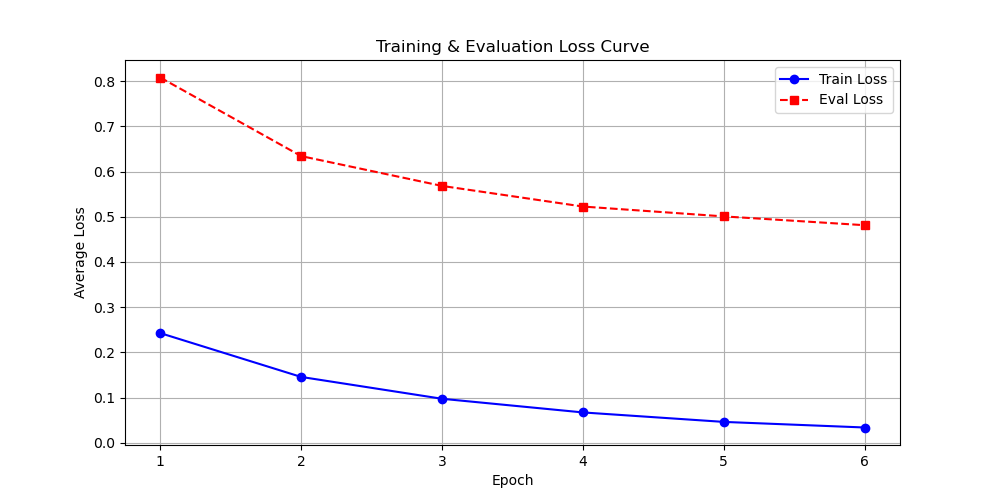 Training & Evaluation Loss Curve
Train Loss
Eval Loss
0.8
0.7
0.6
0.5
0.4
0.3
0.2
0.1
0.0
Average Loss
1 2 3 4 5 6
Epoch